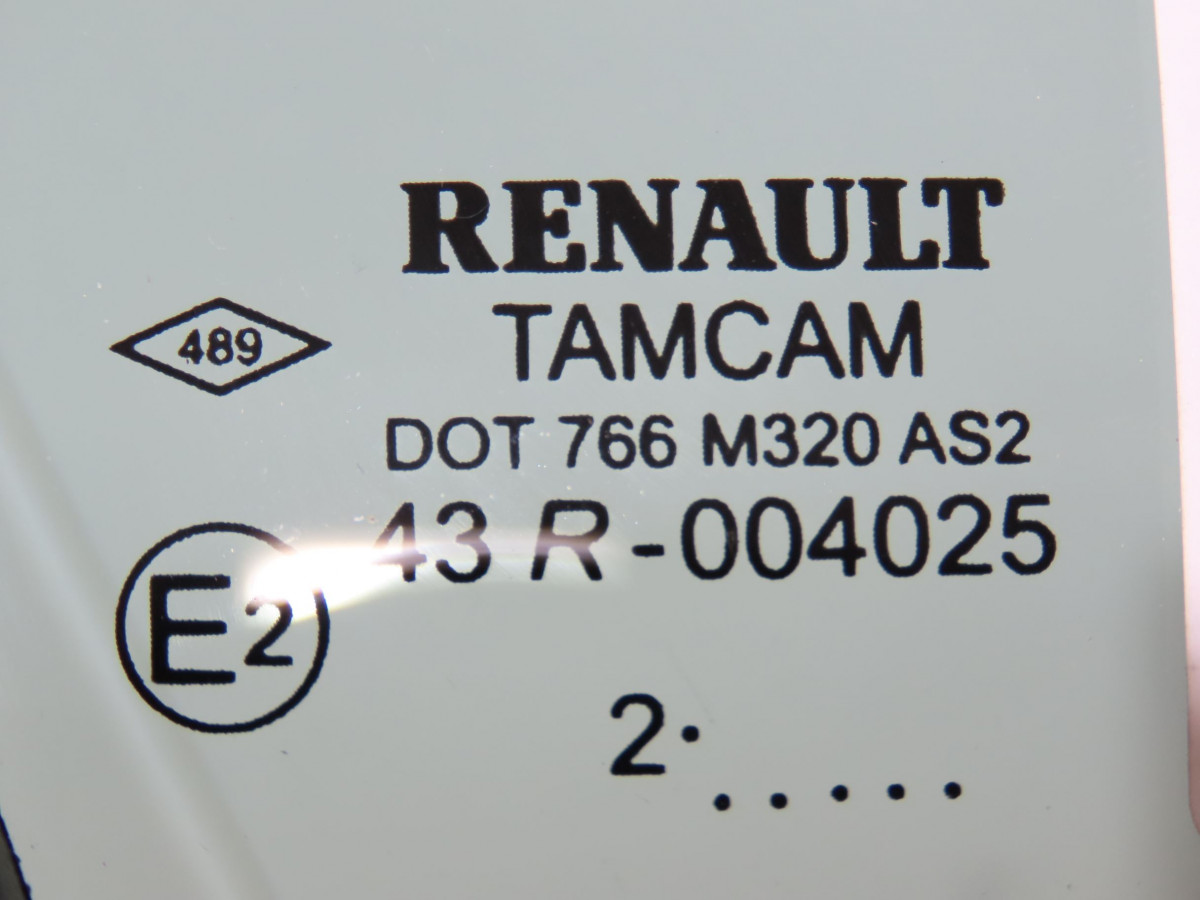 RENAULT
489
TAMCAM
DOT 766 M320 AS2
43 R -004025
E2
2· . . . . .